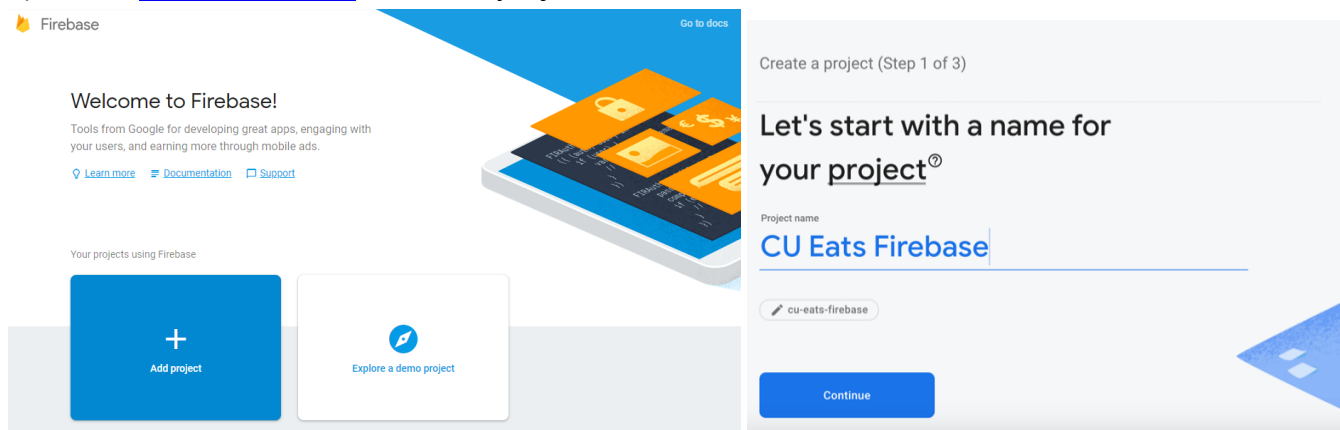 Firebase
Go to docs
Welcome to Firebase!
Tools from Google for developing great apps, engaging with
your users, and earning more through mobile ads.
Learn more Documentation Support
Your projects using Firebase
Add project
Explore a demo project
Create a project (Step 1 of 3)
Let's start with a name for
your project
Project name
CU Eats Firebase
cu-eats-firebase
Continue